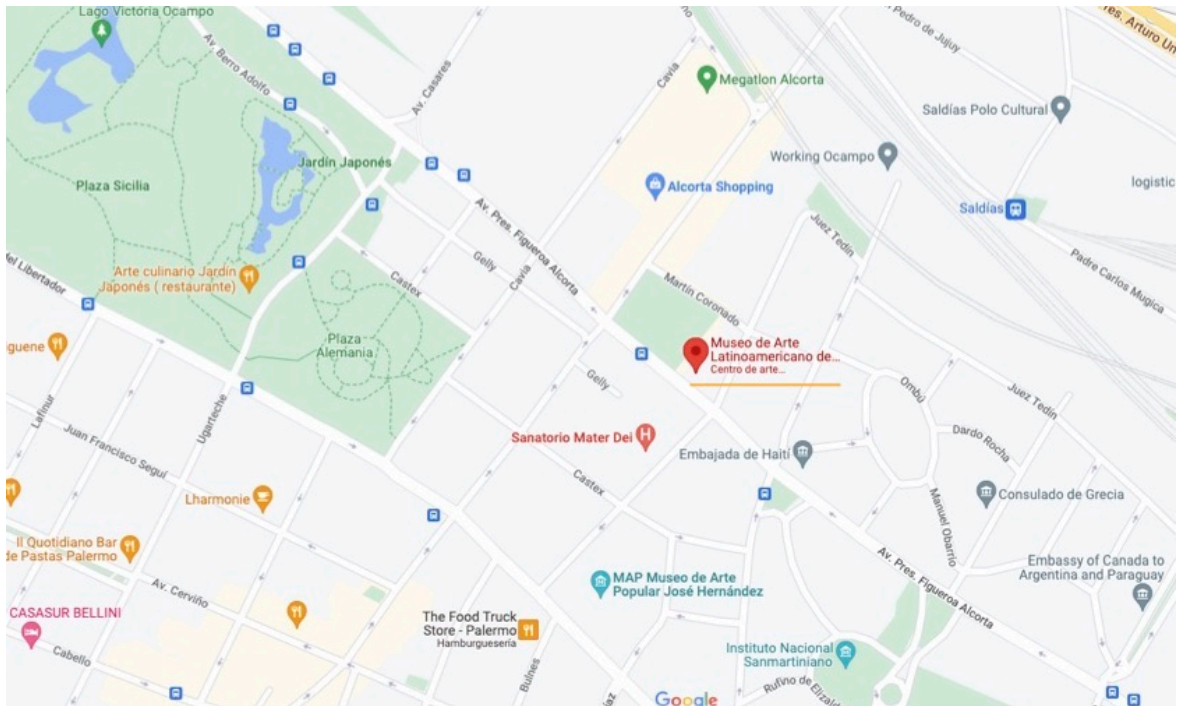 Lago Victoria Ocampo
Av. Berro Adolfo
Av. Casares
Cavia
Megatlon Alcorta
Pedro de Jujuy
Saldías Polo Cultural
Working Ocampo
logistic
Jardín Japonés
Plaza Sicilia
Alcorta Shopping
Saldías
Av. Pres. Figueroa Alcorta
Juez Tedín
Padre Carlos Mugica
del Libertador
Arte culinario Jardín
Japonés ( restaurante)
Castex
Gelly
Cavia
Martín Coronado
Plaza
Alemania
guene
Museo de Arte
Latinoamericano de...
Centro de arte...
Gelly
Ombú
Juez Tedín
Lafinur
Ugarteche
Juan Francisco Seguí
Sanatorio Mater Dei
Embajada de Haití
Dardo Rocha
Castex
Lharmonie
Consulado de Grecia
Manuel Obarrio
Il Quotidiano Bar
de Pastas Palermo
Av. Cerviño
MAP Museo de Arte
Popular José Hernández
Av. Pres. Figueroa Alcorta
Embassy of Canada to
Argentina and Paraguay
CASASUR BELLINI
The Food Truck
Store - Palermo
Hamburguesería
Cabello
Bulnes
Instituto Nacional
Sanmartiniano
Rufino de Elizald
Google